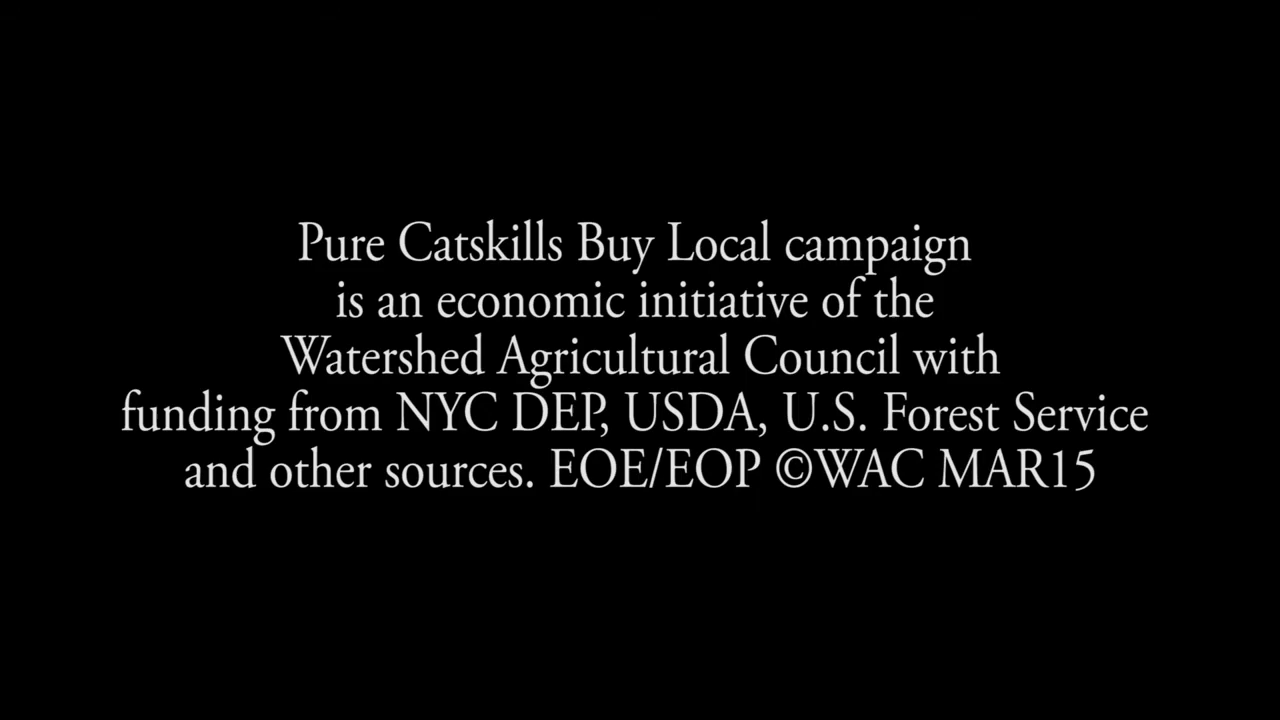 Pure Catskills Buy Local campaign
is an economic initiative of the
Watershed Agricultural Council with
funding from NYC DEP, USDA, U.S. Forest Service
and other sources. EOE/EOP ©WAC MAR15